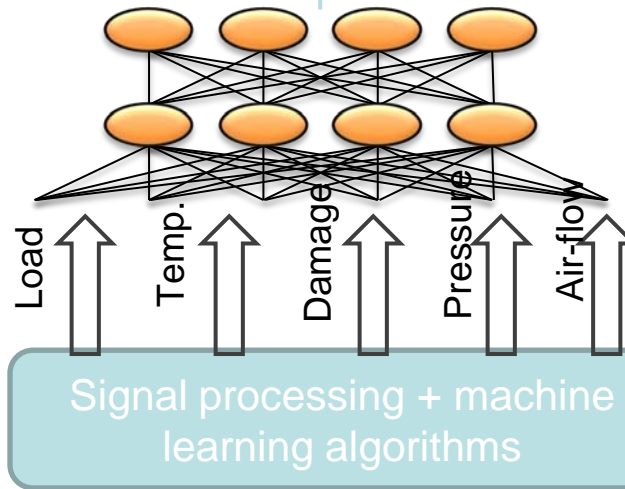 Load
Temp.
Damage
Pressure
Air-flow
Signal processing + machine
learning algorithms